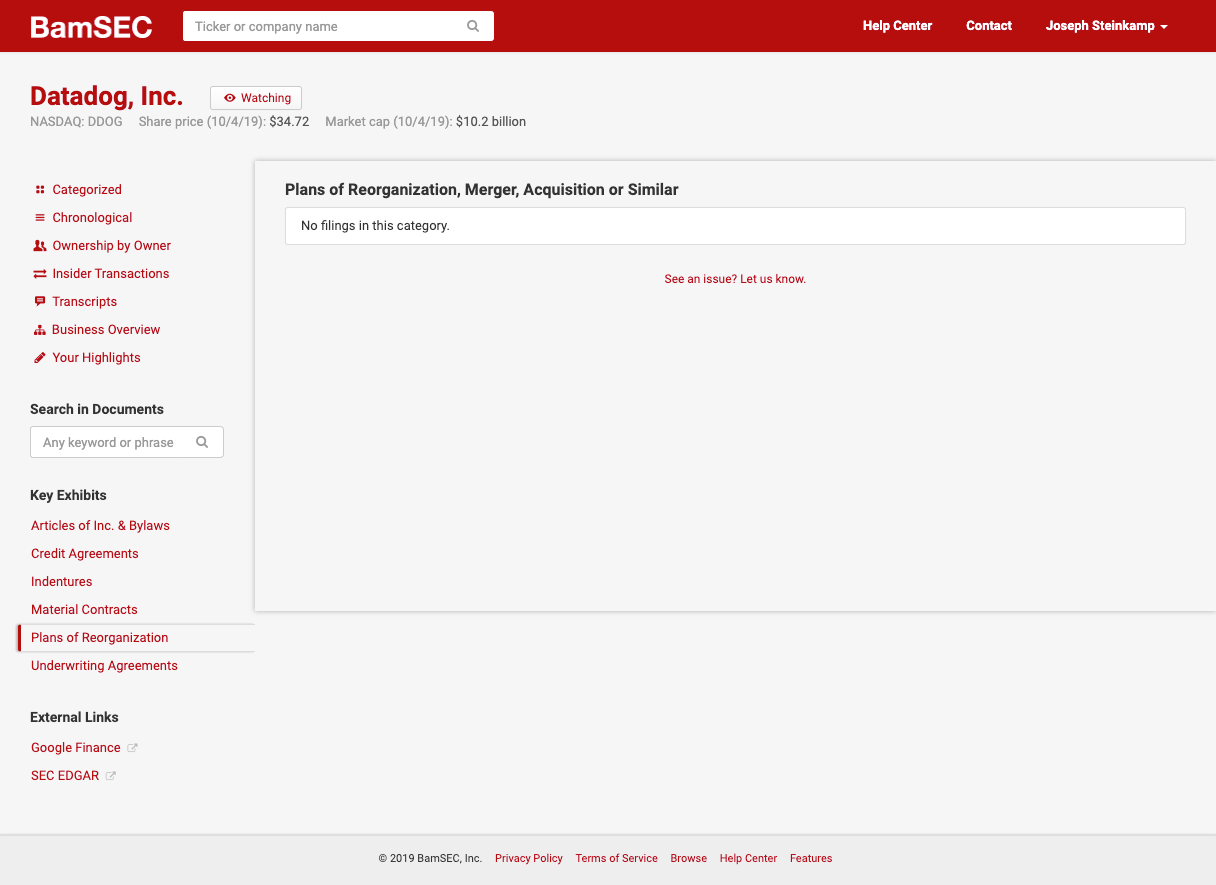 BamSEC
Ticker or company name
Help Center
Contact
Joseph Steinkamp
Datadog, Inc.
Watching
NASDAQ: DDOG Share price (10/4/19): $34.72 Market cap (10/4/19): $10.2 billion
Categorized
Chronological
Ownership by Owner
Insider Transactions
Transcripts
Business Overview
Your Highlights
Search in Documents
Any keyword or phrase
Key Exhibits
Articles of Inc. & Bylaws
Credit Agreements
Indentures
Material Contracts
Plans of Reorganization
Underwriting Agreements
External Links
Google Finance
SEC EDGAR
Plans of Reorganization, Merger, Acquisition or Similar
No filings in this category.
See an issue? Let us know.
© 2019 BamSEC, Inc. Privacy Policy Terms of Service Browse Help Center Features